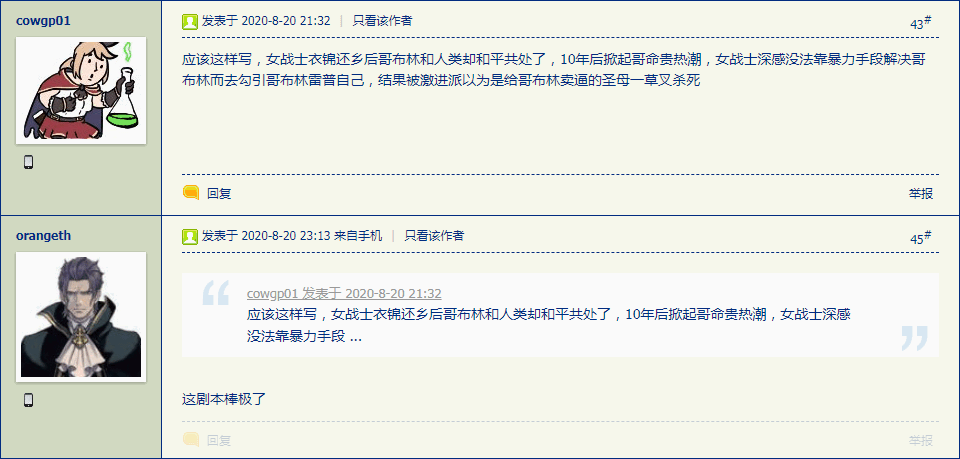 cowgp01
发表于 2020-8-20 21:32 | 只看该作者
43#
应该这样写，女战士衣锦还乡后哥布林和人类却和平共处了，10年后掀起哥命贵热潮，女战士深感没法靠暴力手段解决哥
布林而去勾引哥布林雷普自己，结果被激进派以为是给哥布林卖逼的圣母一草叉杀死
回复
举报
orangeth
发表于 2020-8-20 23:13 来自手机 | 只看该作者
45#
cowgp01 发表于 2020-8-20 21:32
应该这样写，女战士衣锦还乡后哥布林和人类却和平共处了，10年后掀起哥命贵热潮，女战士深感
没法靠暴力手段 ...
这剧本棒极了
回复
举报